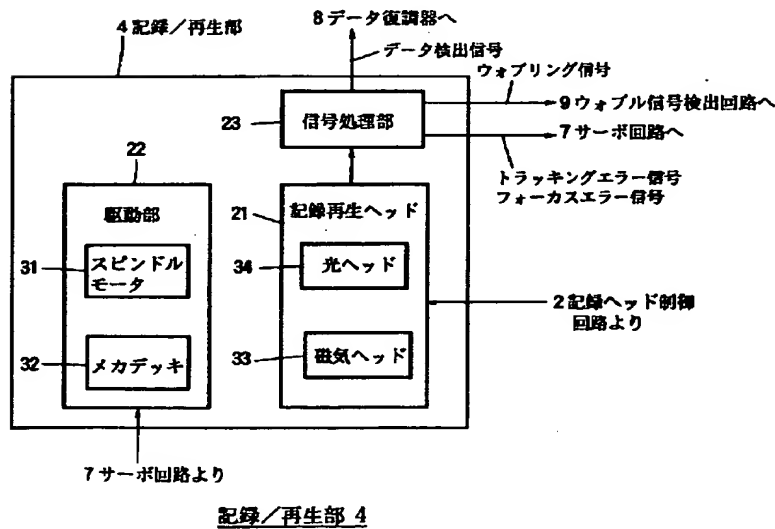 8 データ復調器へ
4 記録／再生部
データ検出信号
ウォブリング信号
23
信号処理部
9 ウォブル信号検出回路へ
7 サーボ回路へ
トラッキングエラー信号
フォーカスエラー信号
22
駆動部
21
記録再生ヘッド
31
スピンドル
モータ
34
光ヘッド
2 記録ヘッド制御
回路より
32
メカデッキ
33
磁気ヘッド
7 サーボ回路より
記録／再生部 4